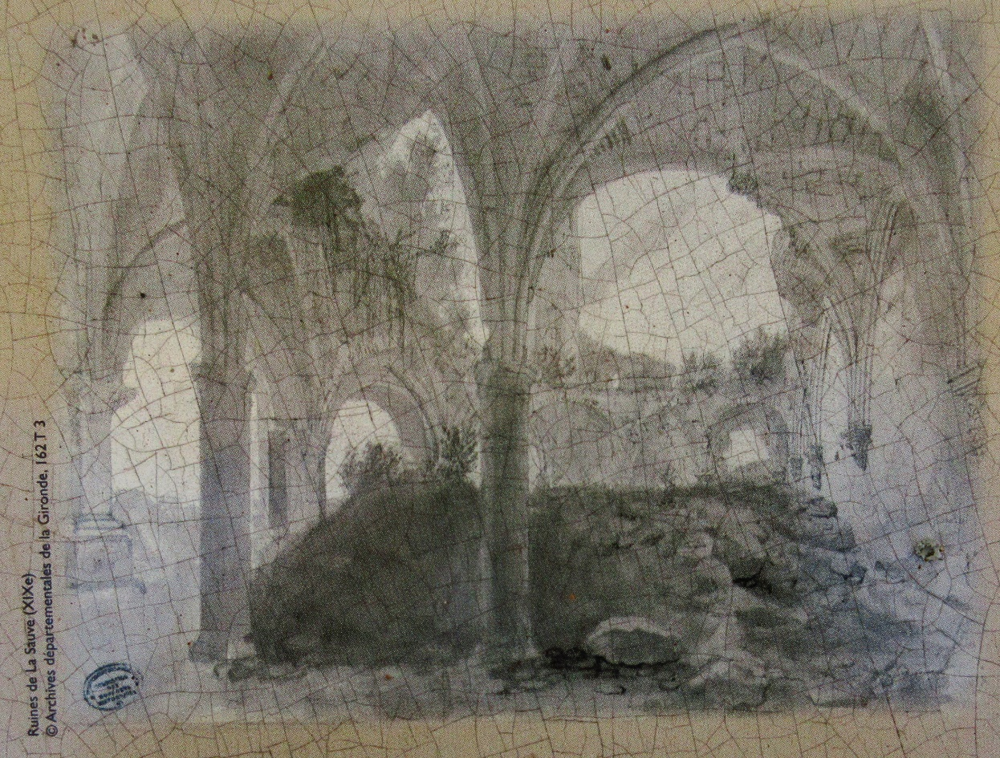 Ruines de La Sauve (XIXe)
© Archives départementales de la Gironde, 162 T 3